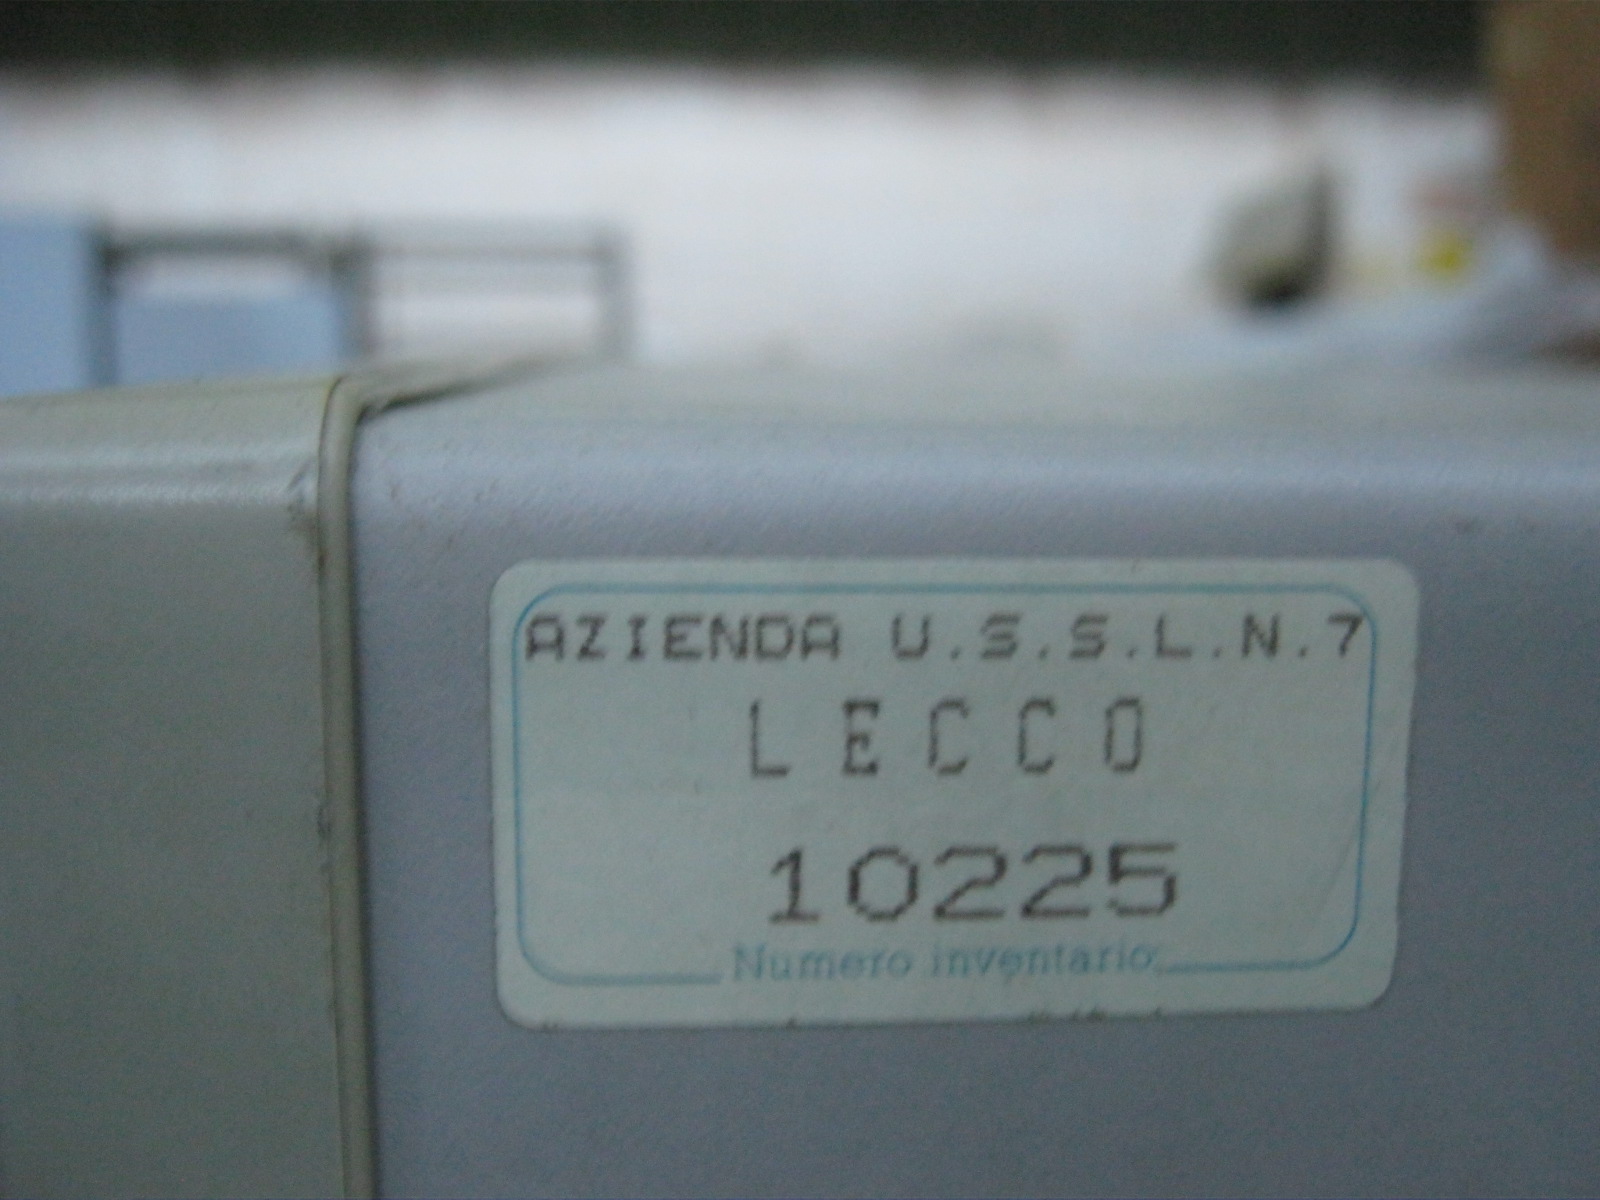 AZIENDA U.S.S.L.N.7
LECCO
10225
Numero inventario